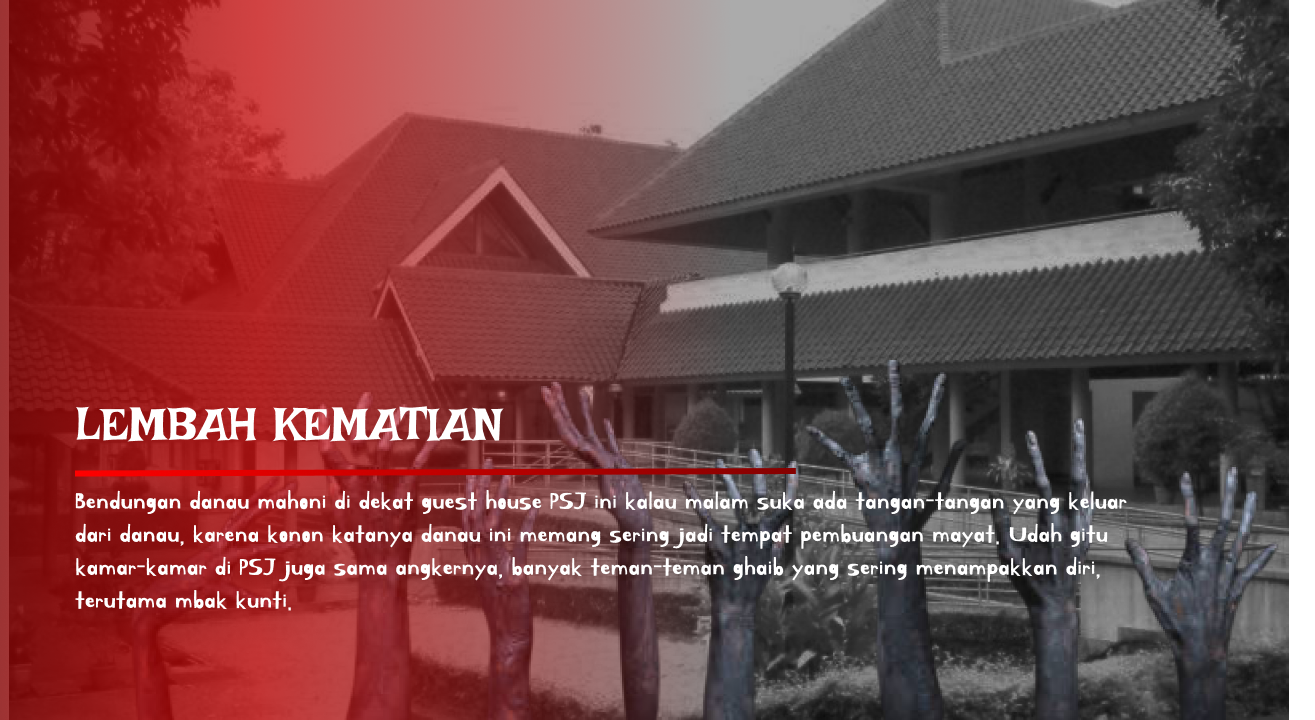 LEMBAH KEMATIAN
Bendungan danau mahoni di dekat guest house PSJ ini kalau malam suka ada tangan-tangan yang keluar
dari danau, karena konon katanya danau ini memang sering jadi tempat pembuangan mayat. Udah gitu
kamar-kamar di PSJ juga sama angkernya, banyak teman-teman ghaib yang sering menampakkan diri,
terutama mbak kunti.